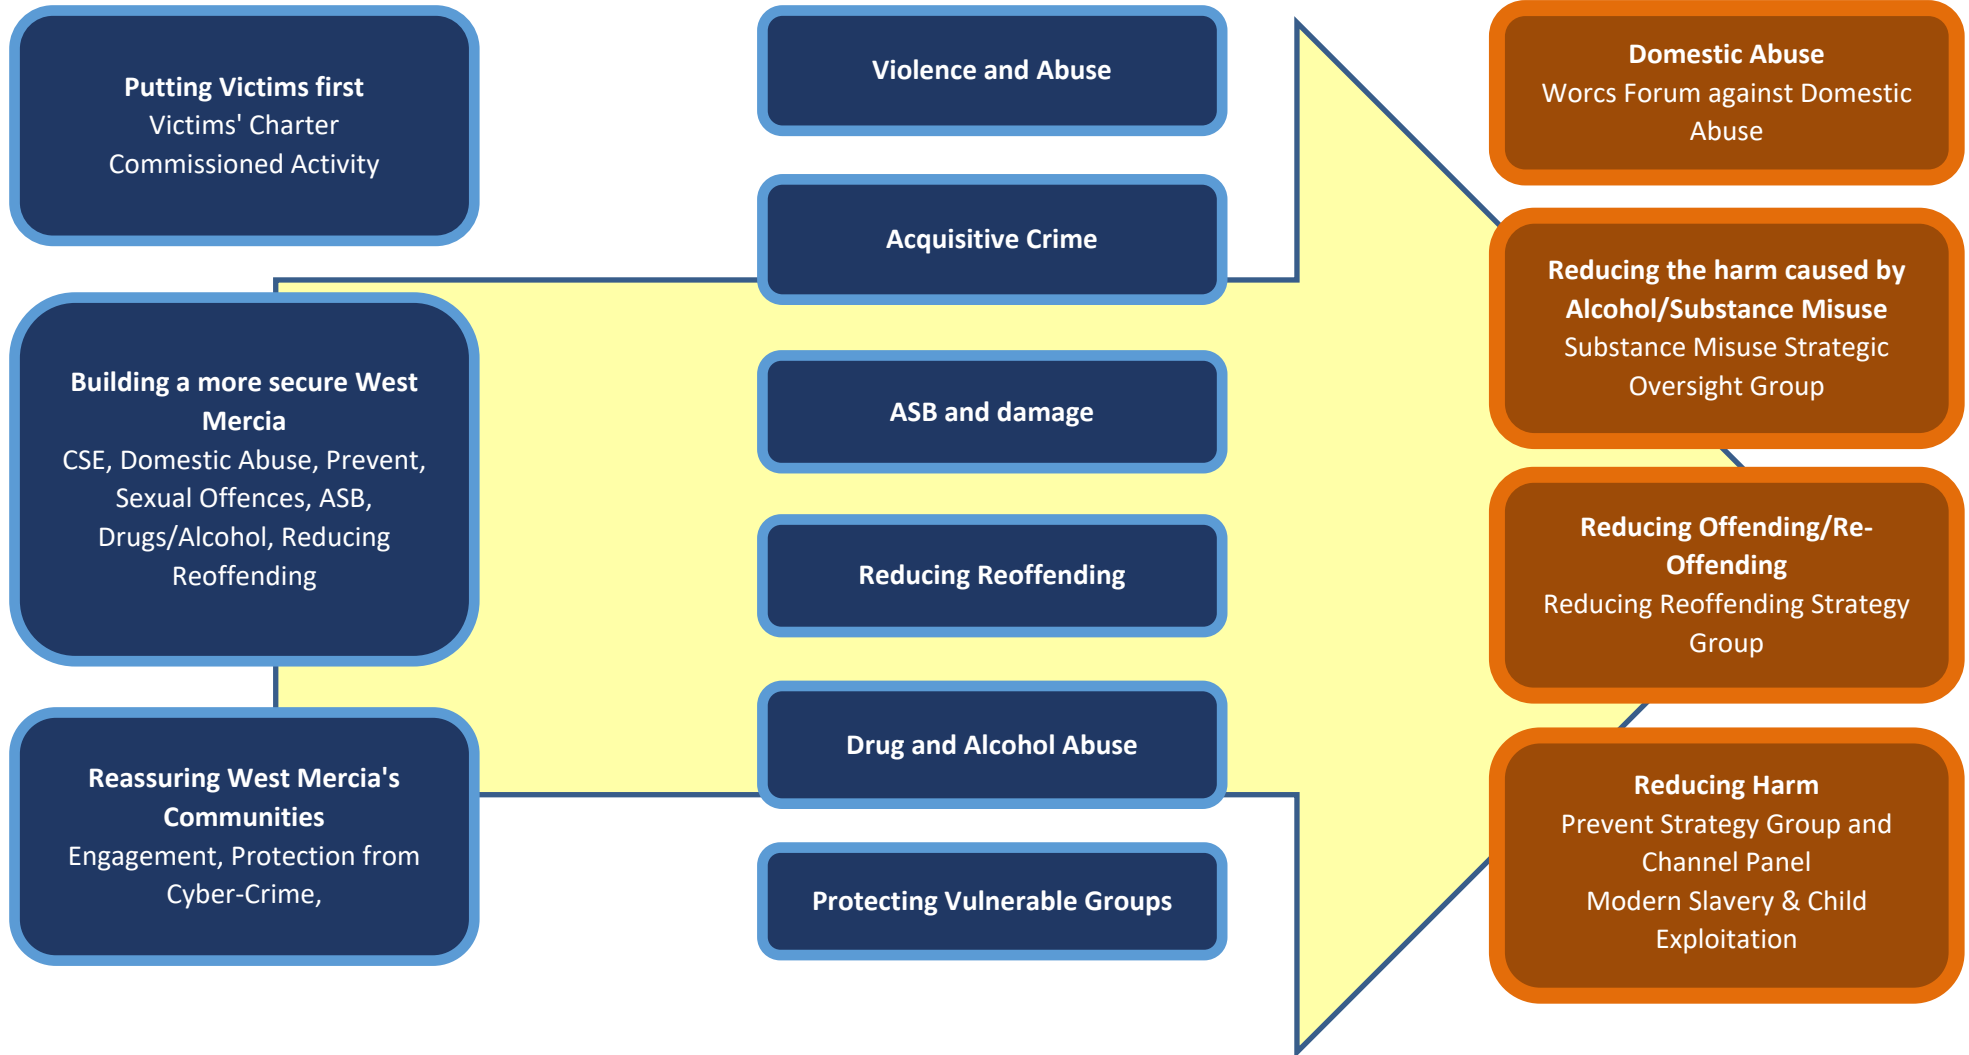 Putting Victims first
Victims' Charter
Commissioned Activity
Building a more secure West
Mercia
CSE, Domestic Abuse, Prevent,
Sexual Offences, ASB,
Drugs/Alcohol, Reducing
Reoffending
Reassuring West Mercia's
Communities
Engagement, Protection from
Cyber-Crime,
Violence and Abuse
Acquisitive Crime
ASB and damage
Reducing Reoffending
Drug and Alcohol Abuse
Protecting Vulnerable Groups
Domestic Abuse
Worcs Forum against Domestic
Abuse
Reducing the harm caused by
Alcohol/Substance Misuse
Substance Misuse Strategic
Oversight Group
Reducing Offending/Re-
Offending
Reducing Reoffending Strategy
Group
Reducing Harm
Prevent Strategy Group and
Channel Panel
Modern Slavery & Child
Exploitation